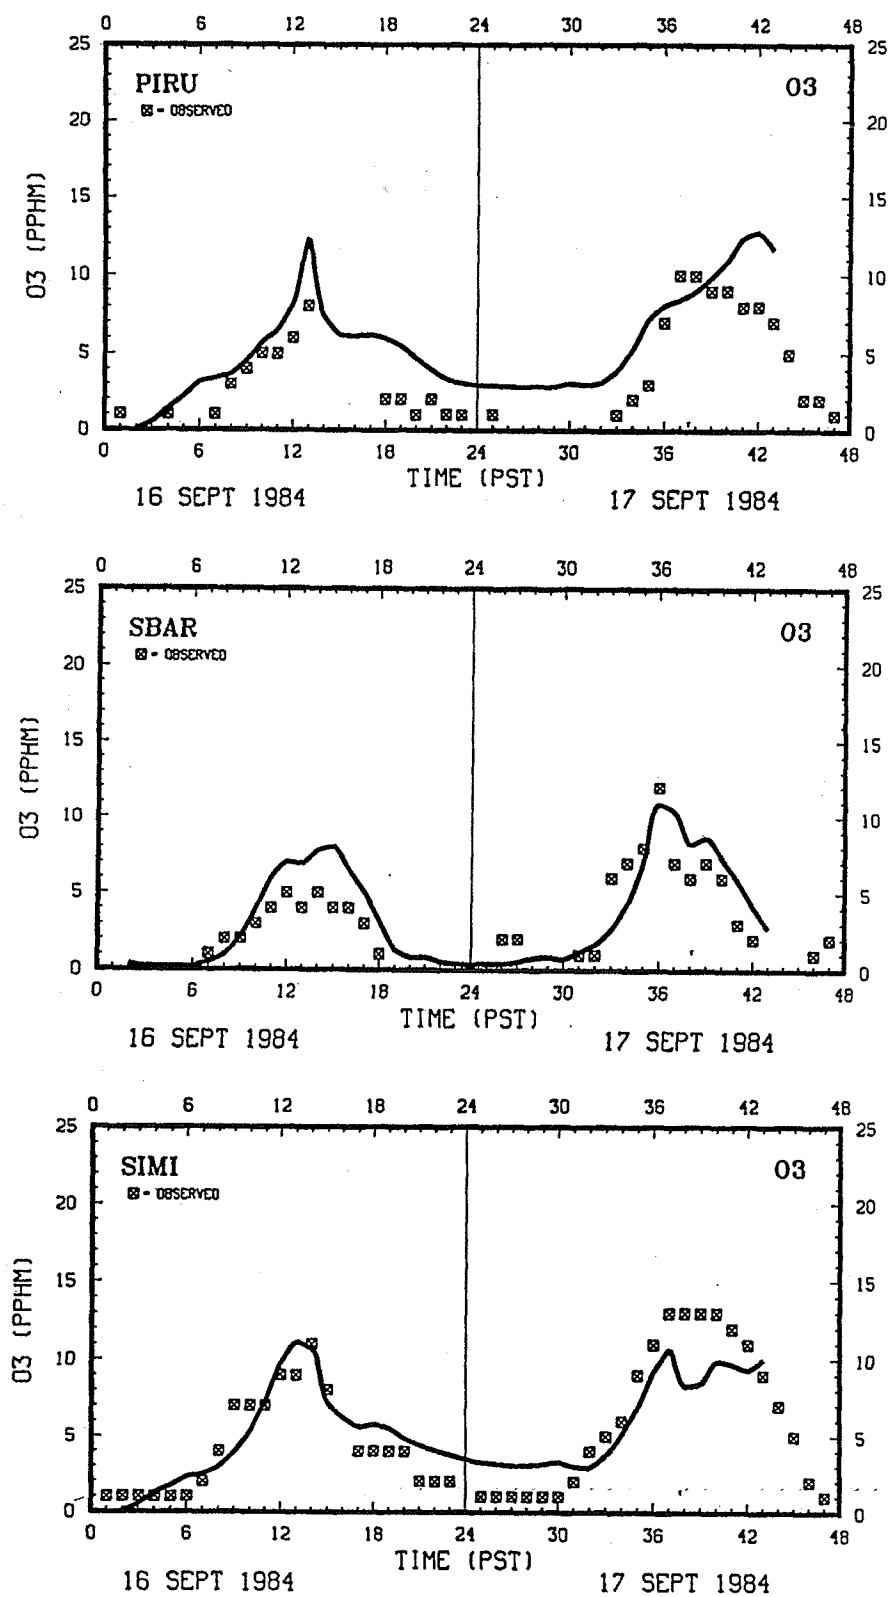 0 6 12 18 24 30 36 42 48
25 25
PIRU O3
⊠ - OBSERVED
20 20
15 15
O3 (PPHM)
10 10
5 5
0 0
0 6 12 18 24 30 36 42 48
TIME (PST)
16 SEPT 1984 17 SEPT 1984
0 6 12 18 24 30 36 42 48
25 25
SBAR O3
⊠ - OBSERVED
20 20
15 15
O3 (PPHM)
10 10
5 5
0 0
0 6 12 18 24 30 36 42 48
TIME (PST)
16 SEPT 1984 17 SEPT 1984
0 6 12 18 24 30 36 42 48
25 25
SIMI O3
⊠ - OBSERVED
20 20
15 15
O3 (PPHM)
10 10
5 5
0 0
0 6 12 18 24 30 36 42 48
TIME (PST)
16 SEPT 1984 17 SEPT 1984